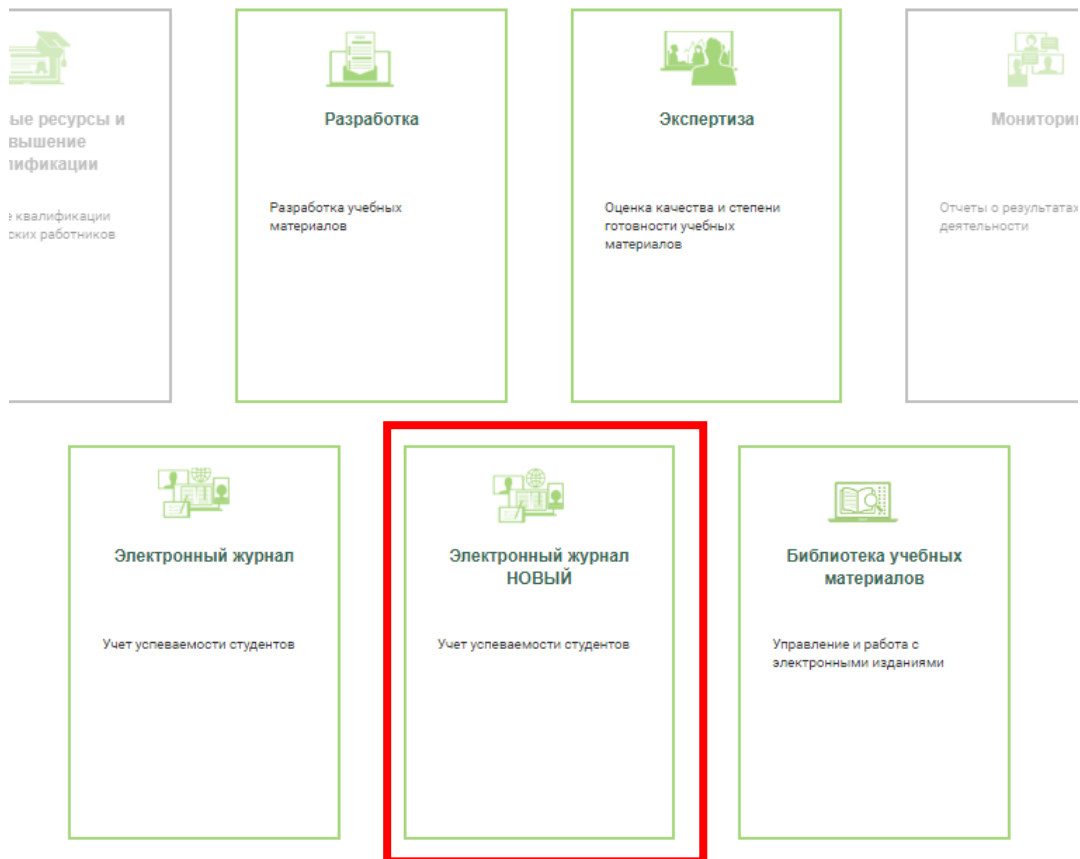 ые ресурсы и
вышение
лификации
е квалификации
ских работников
Разработка
Разработка учебных
материалов
Экспертиза
Оценка качества и степени
готовности учебных
материалов
Монитори
Отчеты о результатах
деятельности
Электронный журнал
Учет успеваемости студентов
Электронный журнал
НОВЫЙ
Учет успеваемости студентов
Библиотека учебных
материалов
Управление и работа с
электронными изданиями